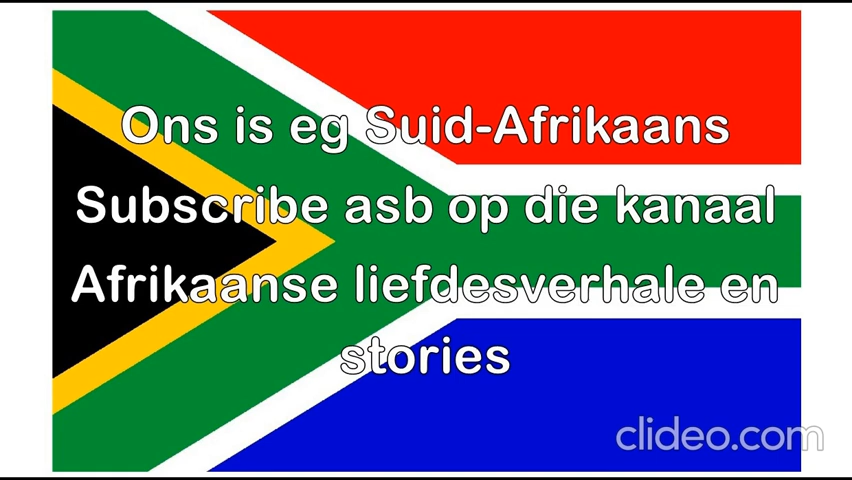 Ons is eg Suid-Afrikaans
Subscribe asb op die kanaal
Afrikaanse liefdesverhale en
stories
clideo.com